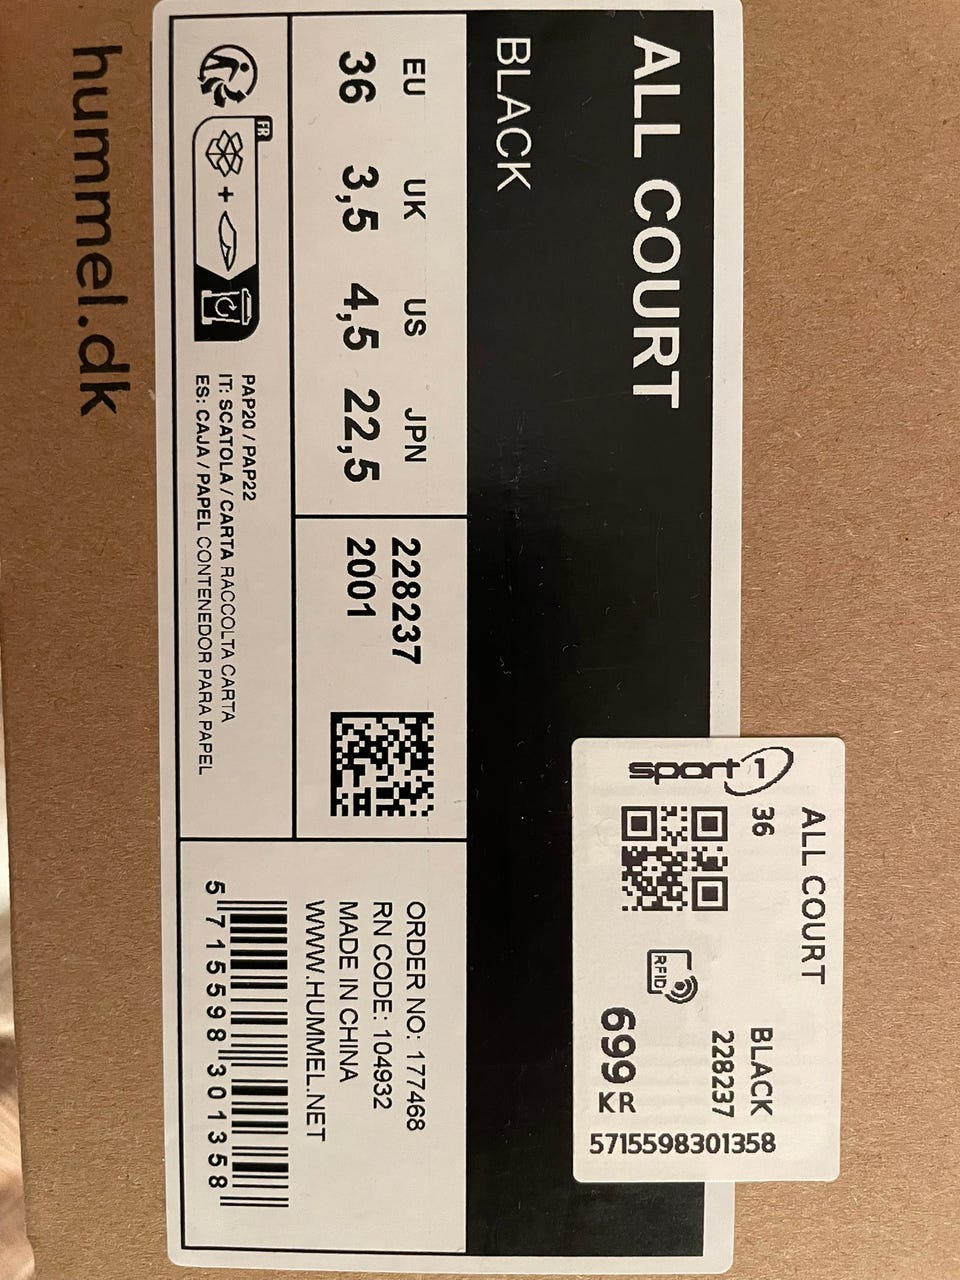 ALL COURT
BLACK
EU UK US JPN
36 3,5 4,5 22,5
228237
2001
FR
PAP20 / PAP22
IT: SCATOLA / CARTA RACCOLTA CARTA
ES: CAJA / PAPEL CONTENEDOR PARA PAPEL
ORDER NO: 177468
RN CODE: 104932
MADE IN CHINA
WWW.HUMMEL.NET
5 715598 301358
hummel.dk
ALL COURT
sport 1
36
BLACK
228237
RFID
699 KR
5715598301358